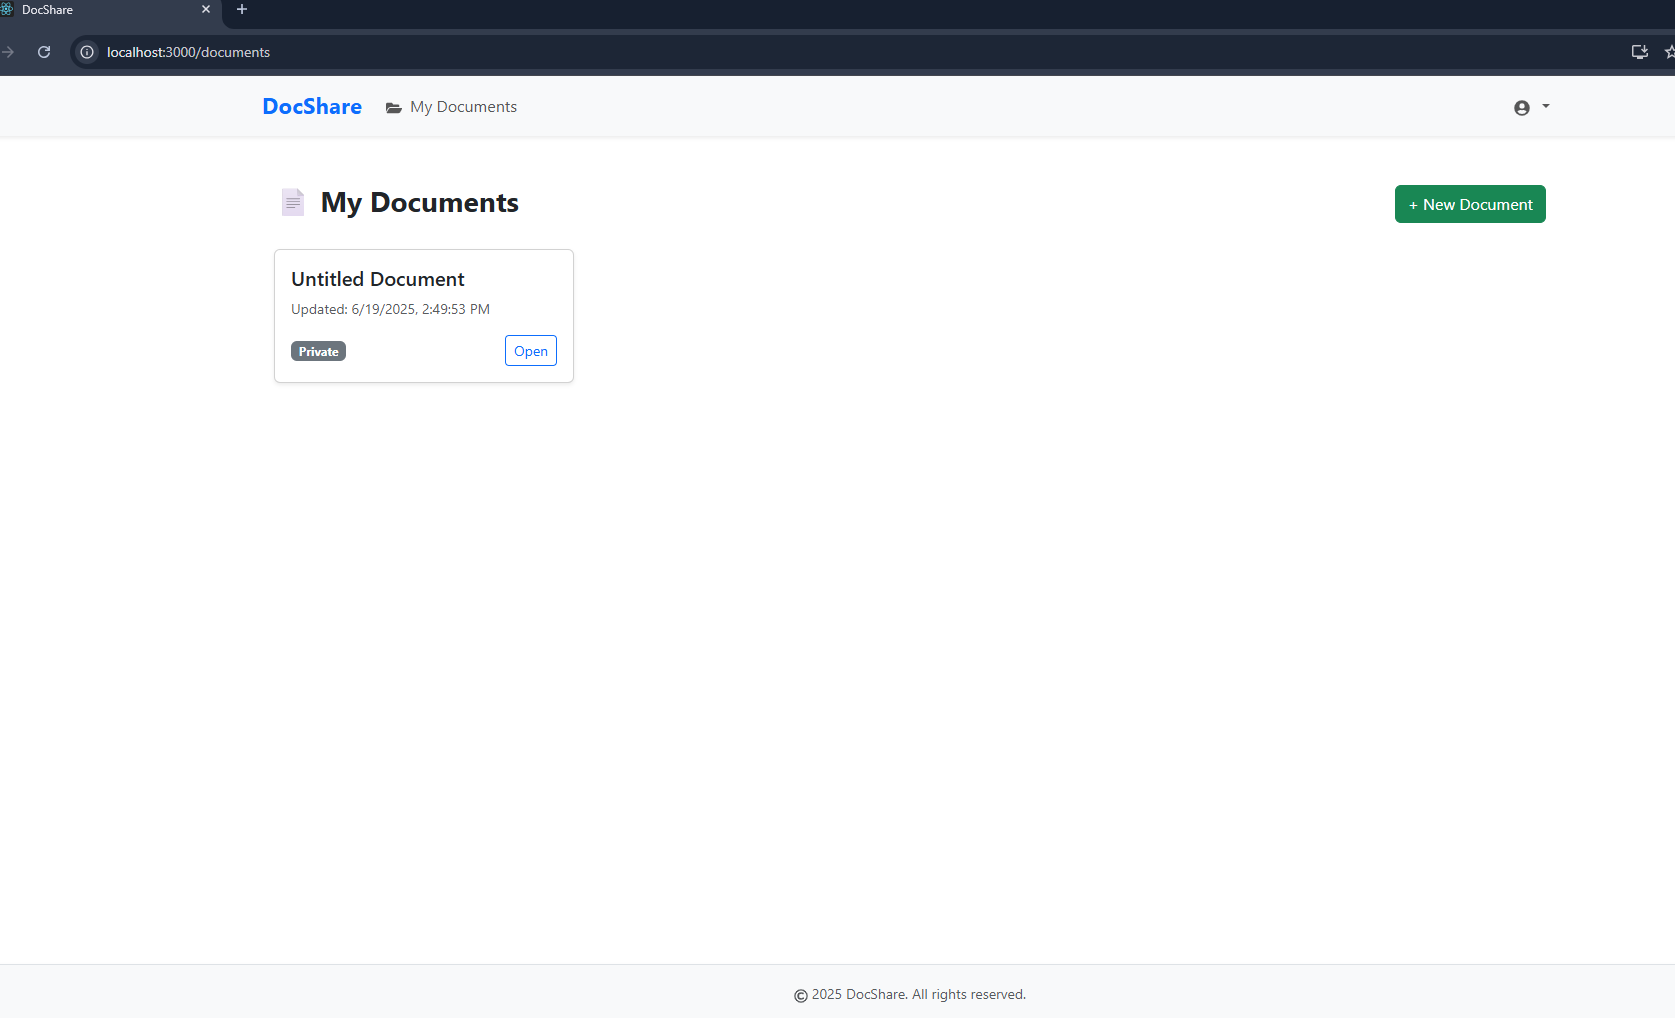 DocShare
localhost:3000/documents
DocShare My Documents
My Documents
+ New Document
Untitled Document
Updated: 6/19/2025, 2:49:53 PM
Private
Open
© 2025 DocShare. All rights reserved.